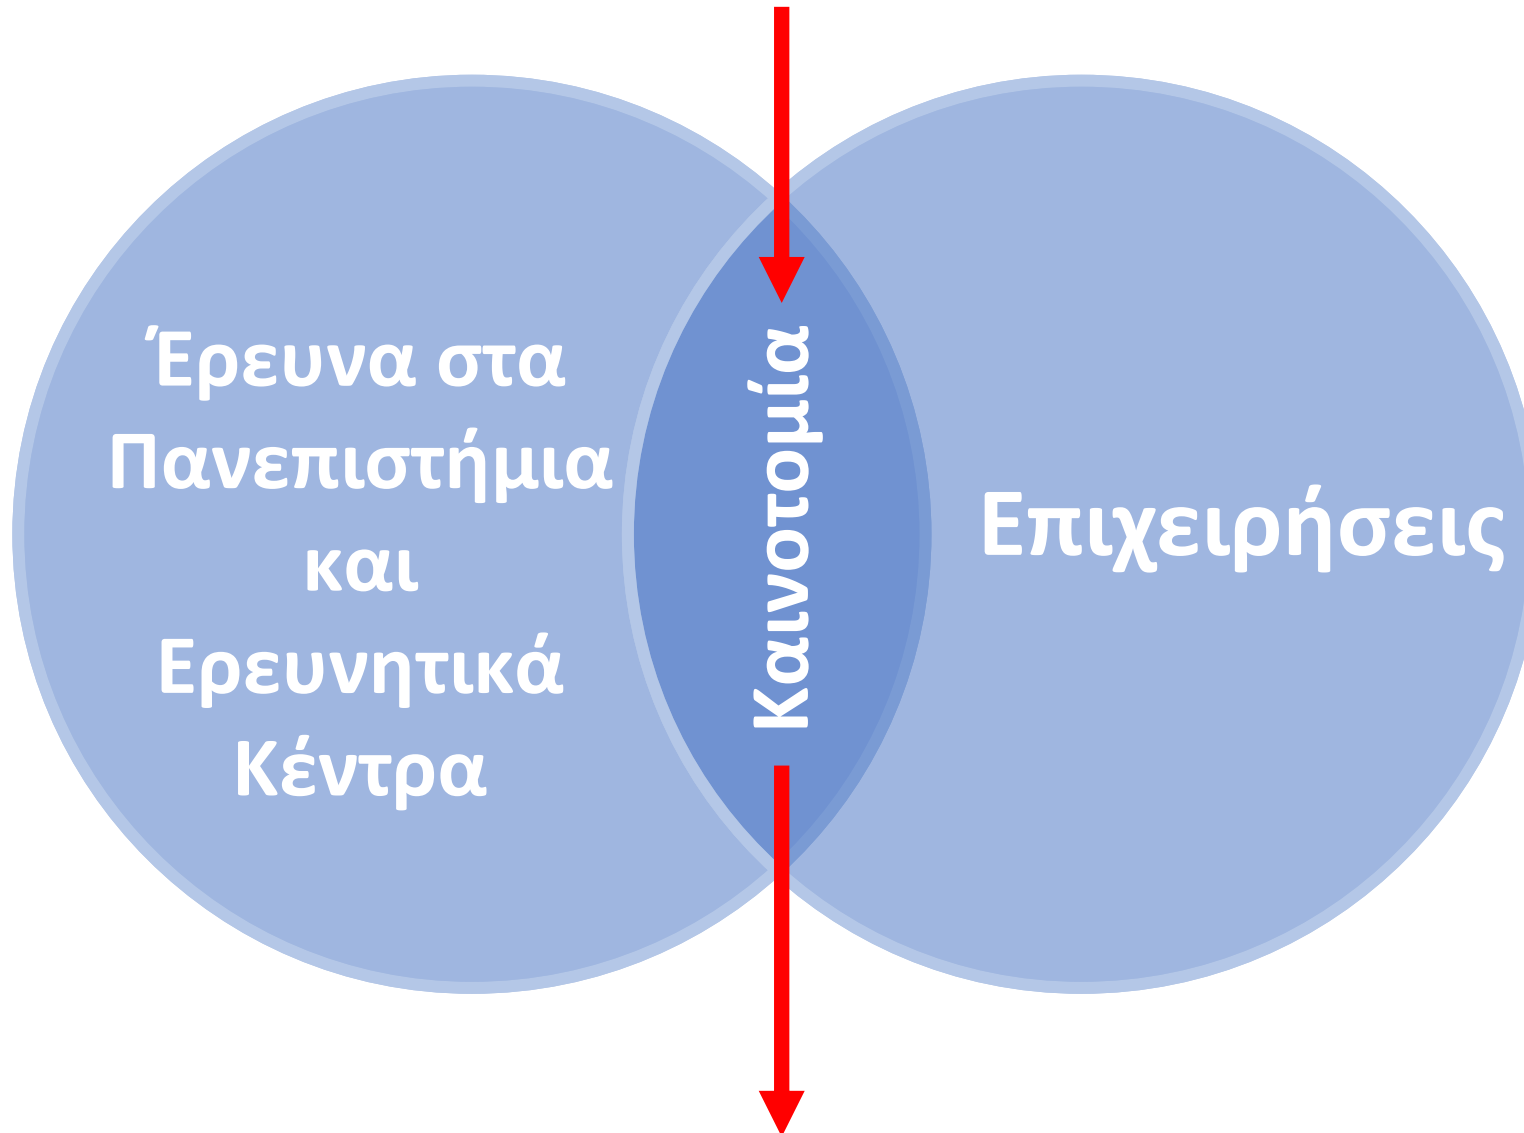 Έρευνα στα
Πανεπιστήμια
και
Ερευνητικά
Κέντρα
Καινοτομία
Επιχειρήσεις